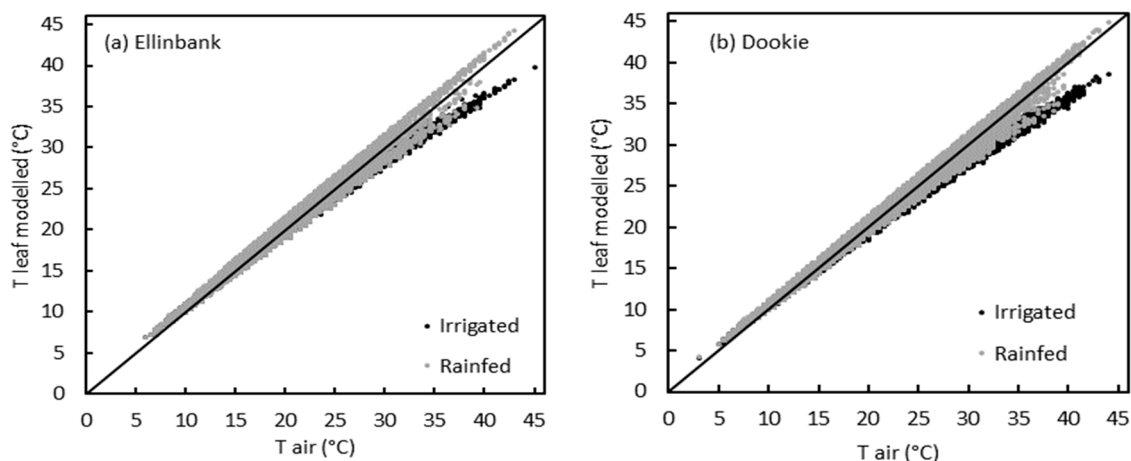 (a) Ellinbank
T leaf modelled (°C)
45
40
35
30
25
20
15
10
5
0
0 5 10 15 20 25 30 35 40 45
T air (°C)
• Irrigated
• Rainfed
(b) Dookie
T leaf modelled (°C)
45
40
35
30
25
20
15
10
5
0
0 5 10 15 20 25 30 35 40 45
T air (°C)
• Irrigated
• Rainfed